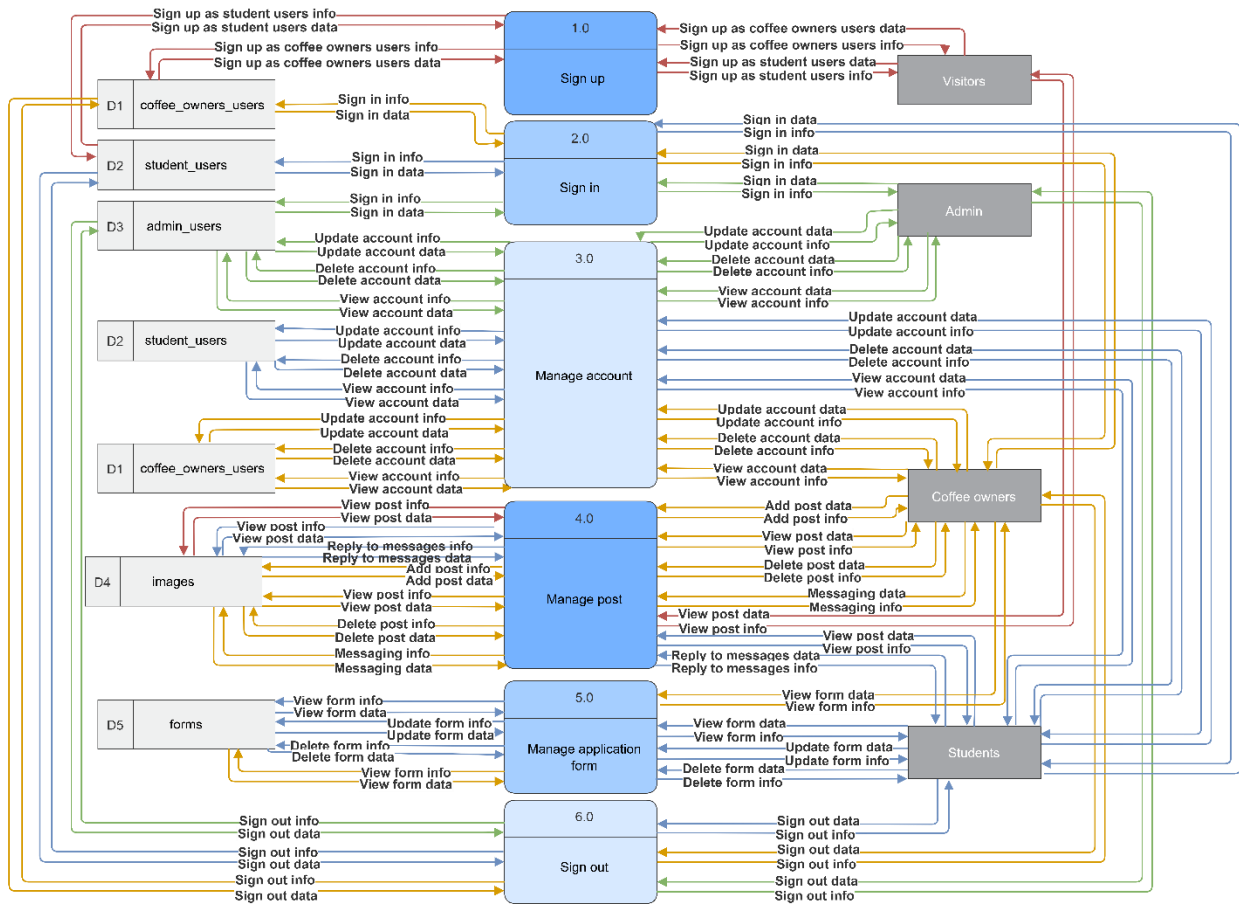 Sign up as student users info
Sign up as student users data
Sign up as coffee owners users info
Sign up as coffee owners users data
1.0
Sign up
Sign up as coffee owners users data
Sign up as coffee owners users info
Sign up as student users data
Sign up as student users info
Visitors
D1
coffee_owners_users
Sign in info
Sign in data
D2
student_users
Sign in info
Sign in data
2.0
Sign in
Sign in data
Sign in info
Sign in data
Sign in info
Sign in data
Sign in info
D3
admin_users
Sign in info
Sign in data
Admin
Update account info
Update account data
Delete account info
Delete account data
View account info
View account data
3.0
Manage account
Update account data
Update account info
Delete account data
Delete account info
View account data
View account info
D2
student_users
Update account info
Update account data
Delete account info
Delete account data
View account info
View account data
Update account data
Update account info
Delete account data
Delete account info
View account data
View account info
D1
coffee_owners_users
Update account info
Update account data
Delete account info
Delete account data
View account info
View account data
Update account data
Update account info
Delete account data
Delete account info
View account data
View account info
Coffee owners
D4
images
View post info
View post data
View post info
View post data
Reply to messages info
Reply to messages data
Add post info
Add post data
View post info
View post data
Delete post info
Delete post data
Messaging info
Messaging data
4.0
Manage post
Add post data
Add post info
View post data
View post info
Delete post data
Delete post info
Messaging data
Messaging info
View post data
View post info
View post data
View post info
Reply to messages data
Reply to messages info
D5
forms
View form info
View form data
Update form info
Update form data
Delete form info
Delete form data
View form info
View form data
5.0
Manage application
form
View form data
View form info
View form data
View form info
Update form data
Update form info
Delete form data
Delete form info
Students
Sign out info
Sign out data
Sign out info
Sign out data
Sign out info
Sign out data
6.0
Sign out
Sign out data
Sign out info
Sign out data
Sign out info
Sign out data
Sign out info